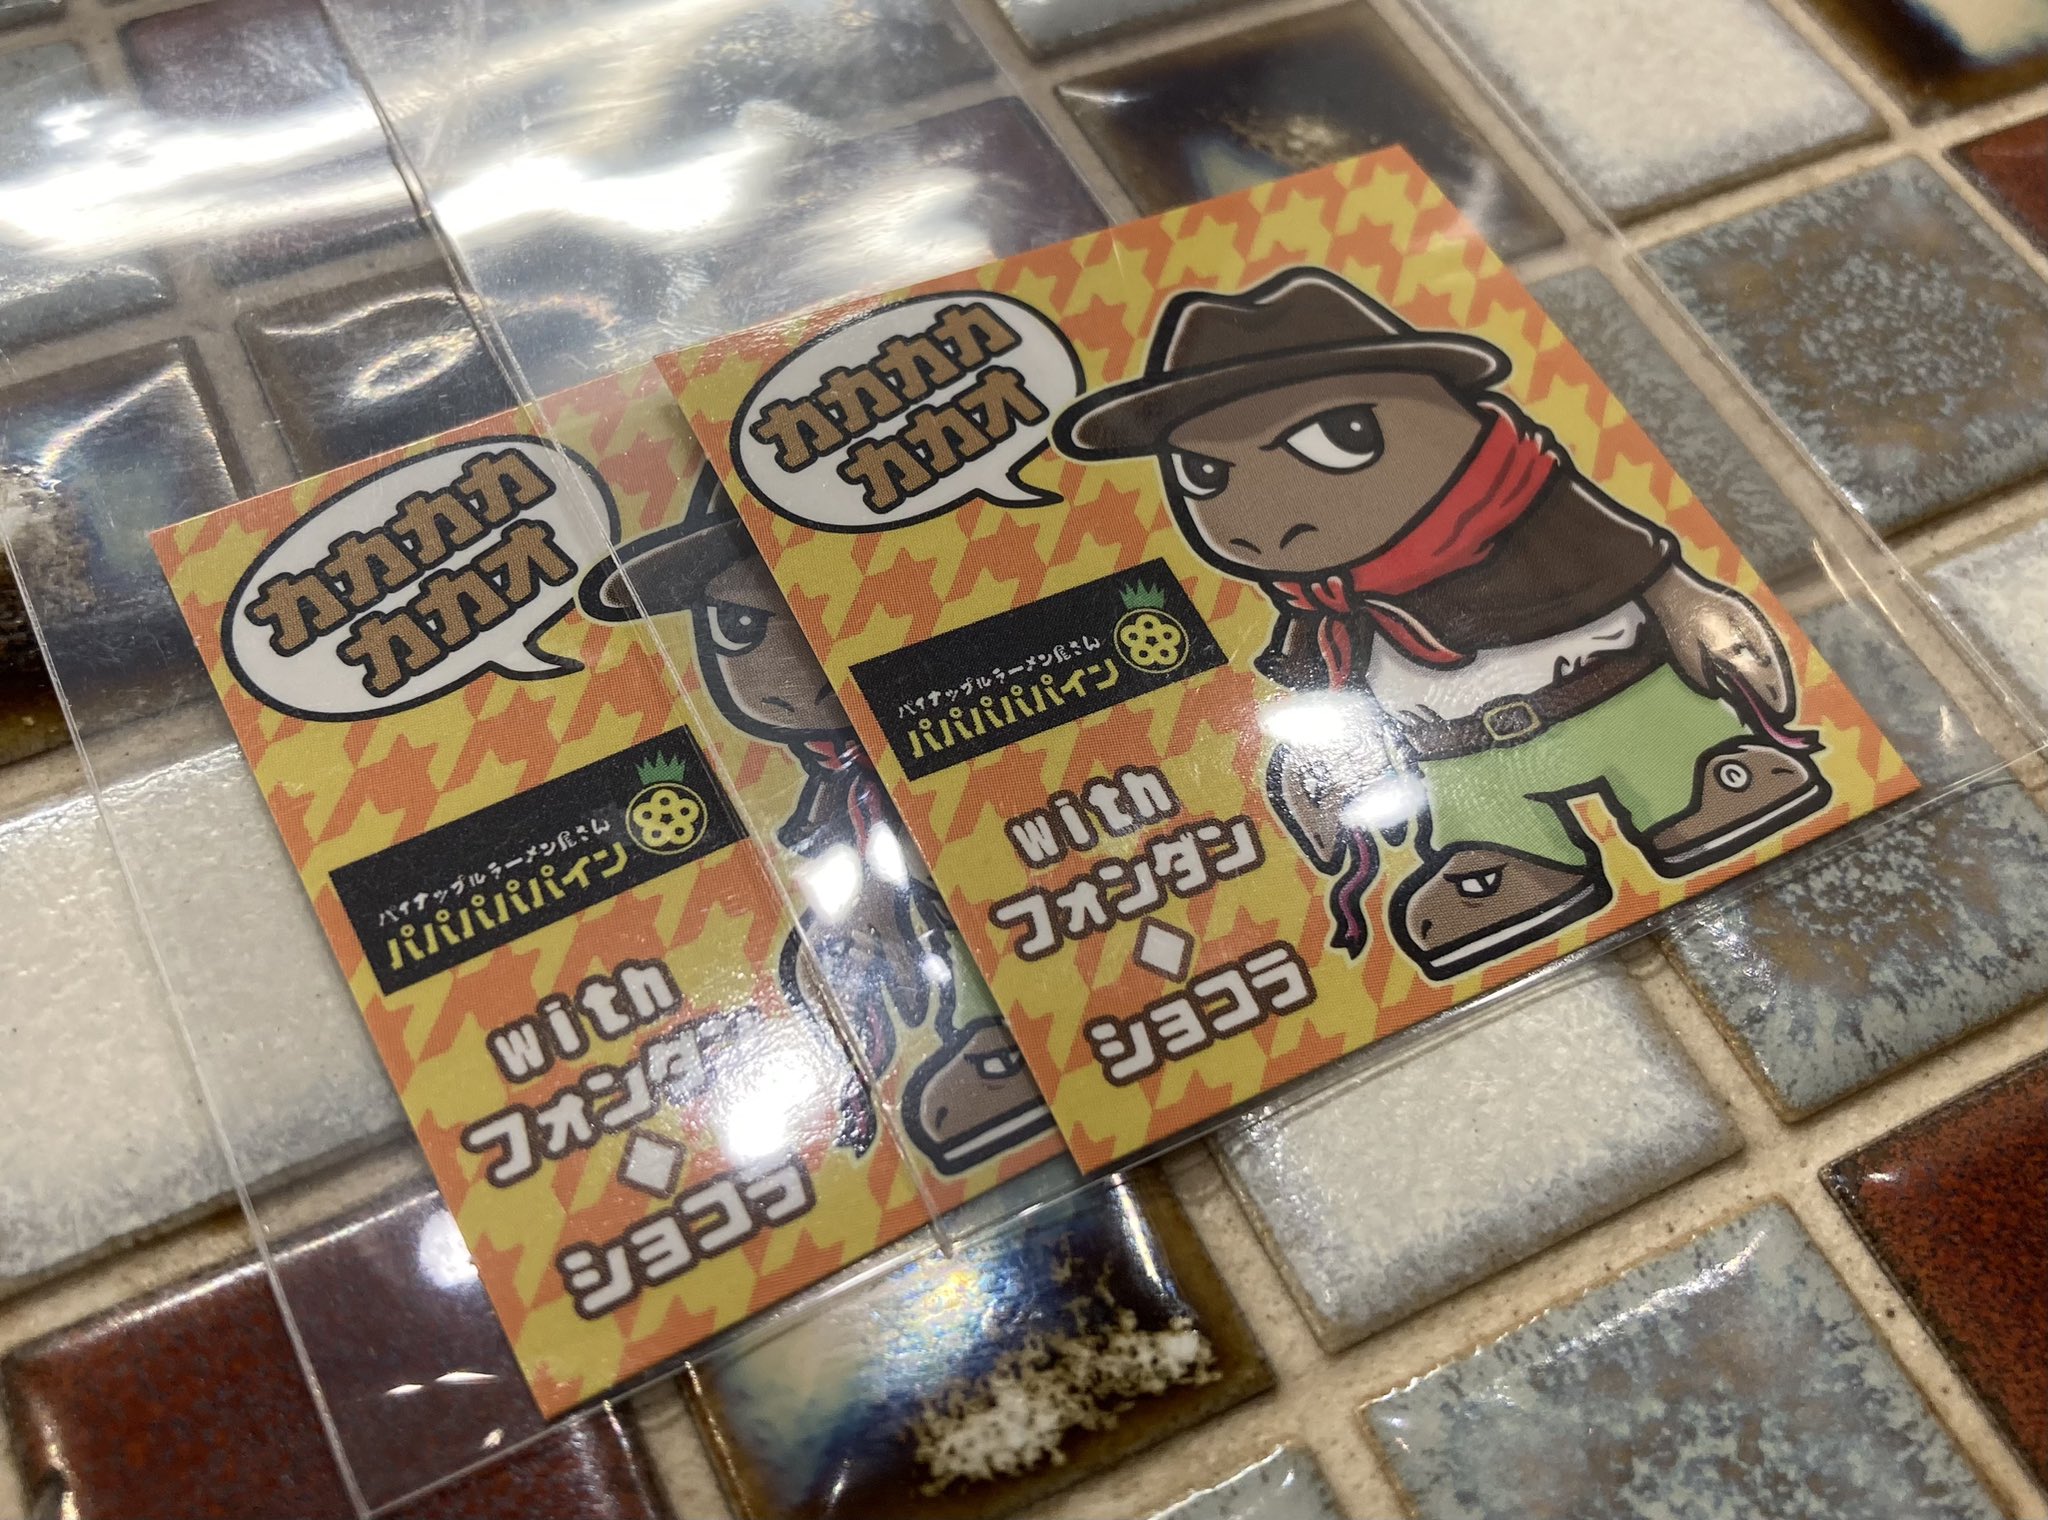 カカカカ
カカオ
パイナップルラーメン屋さん
パパパパパイン
with
フォンダン
◆
ショコラ
カカカカ
カカオ
パイナップルラーメン屋さん
パパパパパイン
with
フォンダン
◆
ショコラ